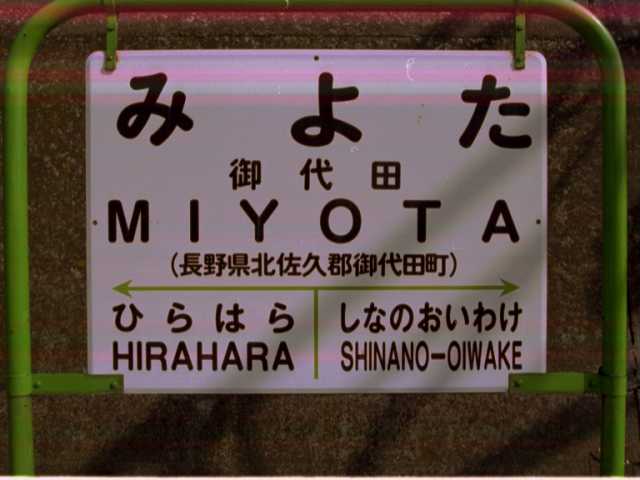 みよた
御代田
MIYOTA
(長野県北佐久郡御代田町)
ひらはら しなのおいわけ
HIRAHARA SHINANO-OIWAKE